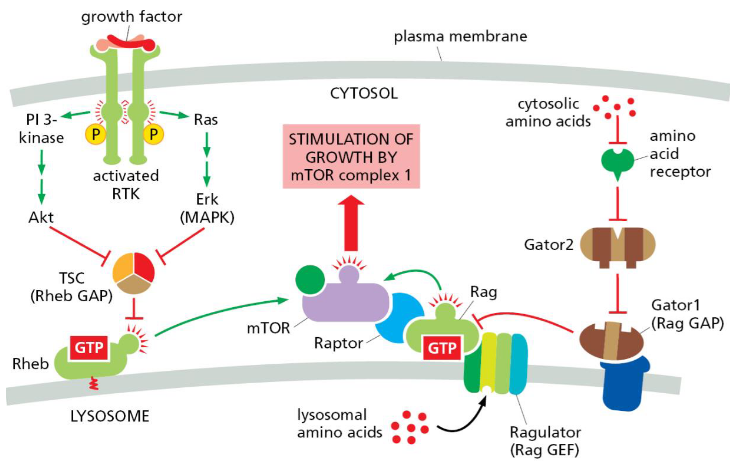 growth factor
plasma membrane
CYTOSOL
PI 3-
kinase
P
P
Ras
activated
RTK
Akt
Erk
(MAPK)
STIMULATION OF
GROWTH BY
mTOR complex 1
cytosolic
amino acids
amino
acid
receptor
Gator2
TSC
(Rheb GAP)
Gator1
(Rag GAP)
Rag
mTOR
Raptor
GTP
GTP
Rheb
LYSOSOME
lysosomal
amino acids
Ragulator
(Rag GEF)